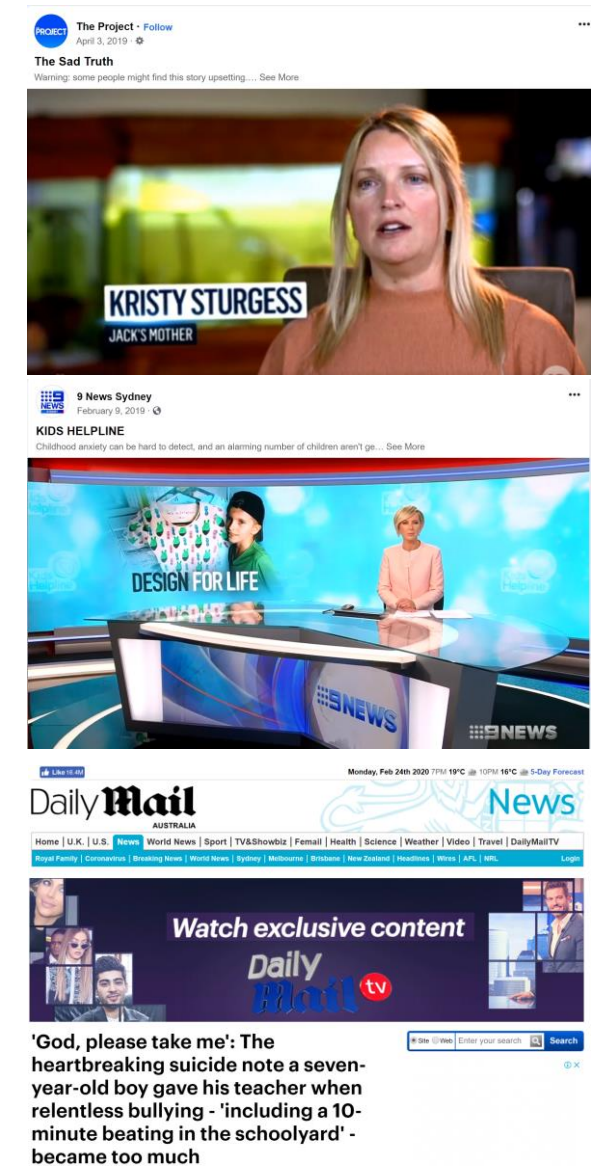 PROJECT
The Project · Follow
April 3, 2019 ·
The Sad Truth
Warning: some people might find this story upsetting.… See More
KRISTY STURGESS
JACK'S MOTHER
9 NEWS
9 News Sydney
February 9, 2019 ·
KIDS HELPLINE
Childhood anxiety can be hard to detect, and an alarming number of children aren't ge… See More
Kids Helpline
DESIGN FOR LIFE
9NEWS
9NEWS
Like 18.4M
Monday, Feb 24th 2020 7PM 19°C 10PM 16°C 5-Day Forecast
Daily Mail
AUSTRALIA
News
Home | U.K. | U.S. | News | World News | Sport | TV&Showbiz | Femail | Health | Science | Weather | Video | Travel | DailyMailTV
Royal Family | Coronavirus | Breaking News | World News | Sydney | Melbourne | Brisbane | New Zealand | Headlines | Wires | AFL | NRL Login
Watch exclusive content
Daily
Mail tv
'God, please take me': The
heartbreaking suicide note a seven-
year-old boy gave his teacher when
relentless bullying - 'including a 10-
minute beating in the schoolyard' -
became too much
Site Web Enter your search Search